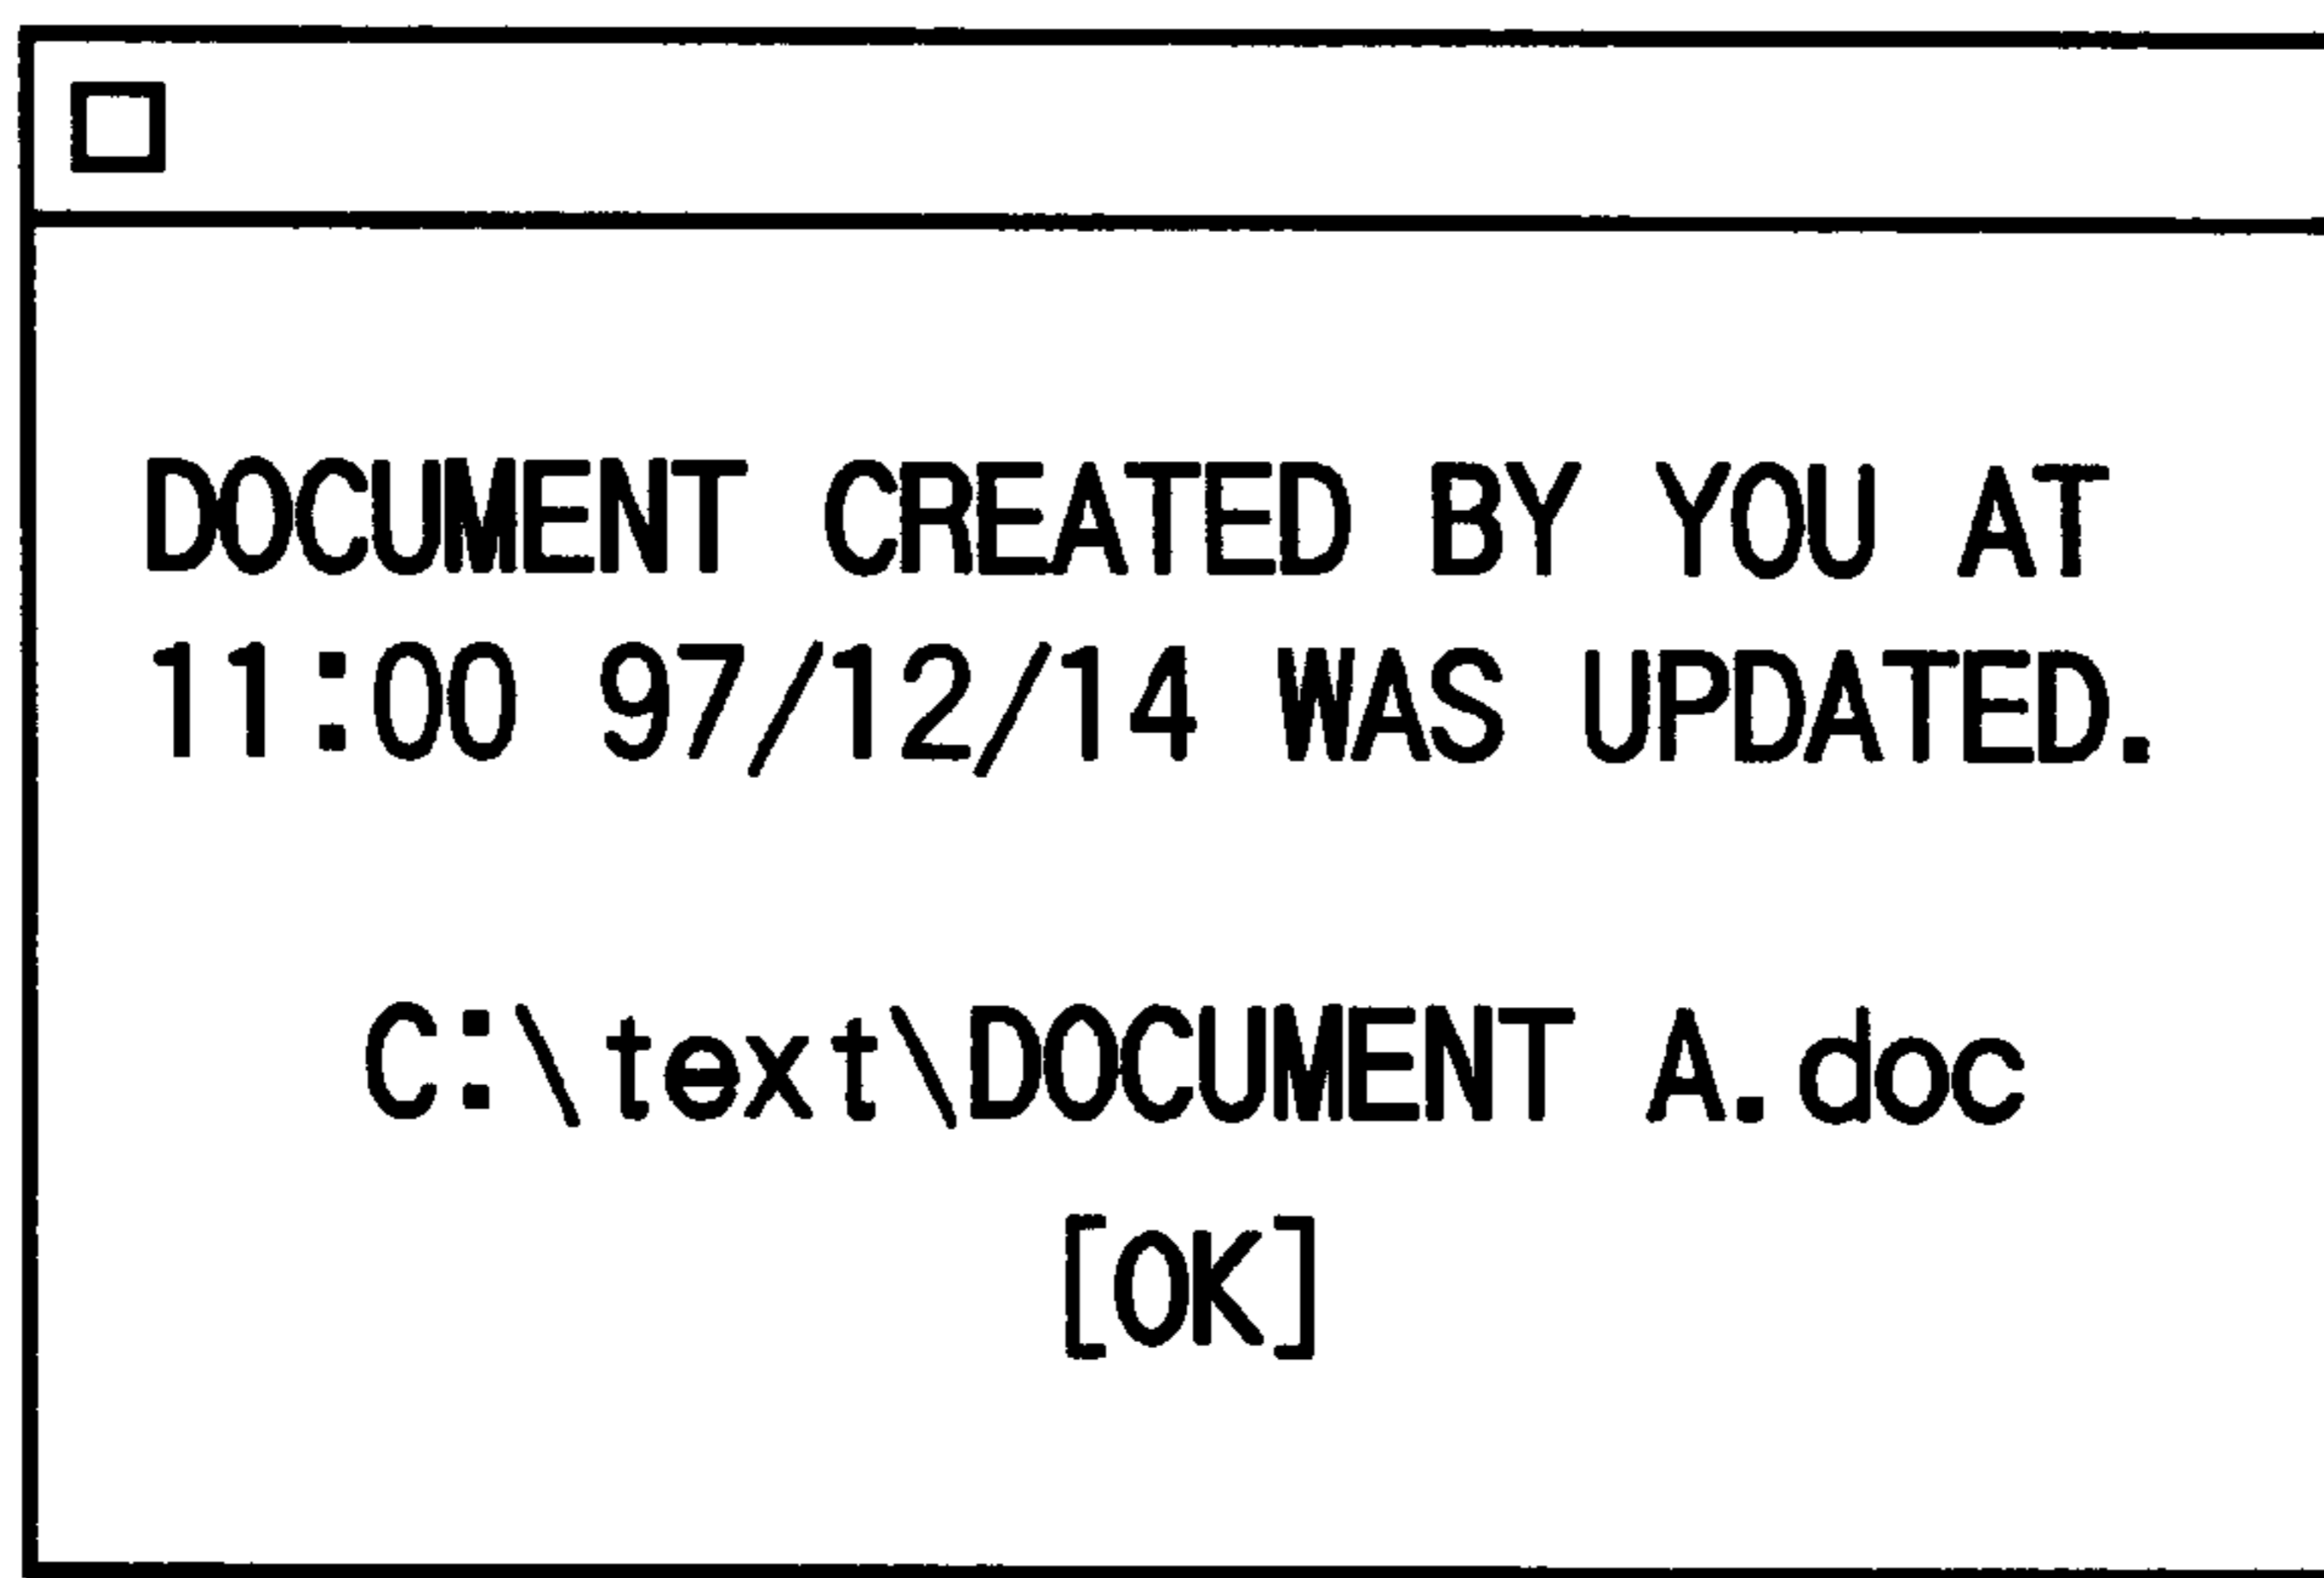 DOCUMENT CREATED BY YOU AT
11:00 97/12/14 WAS UPDATED.
C:\text\DOCUMENT A.doc
[OK]